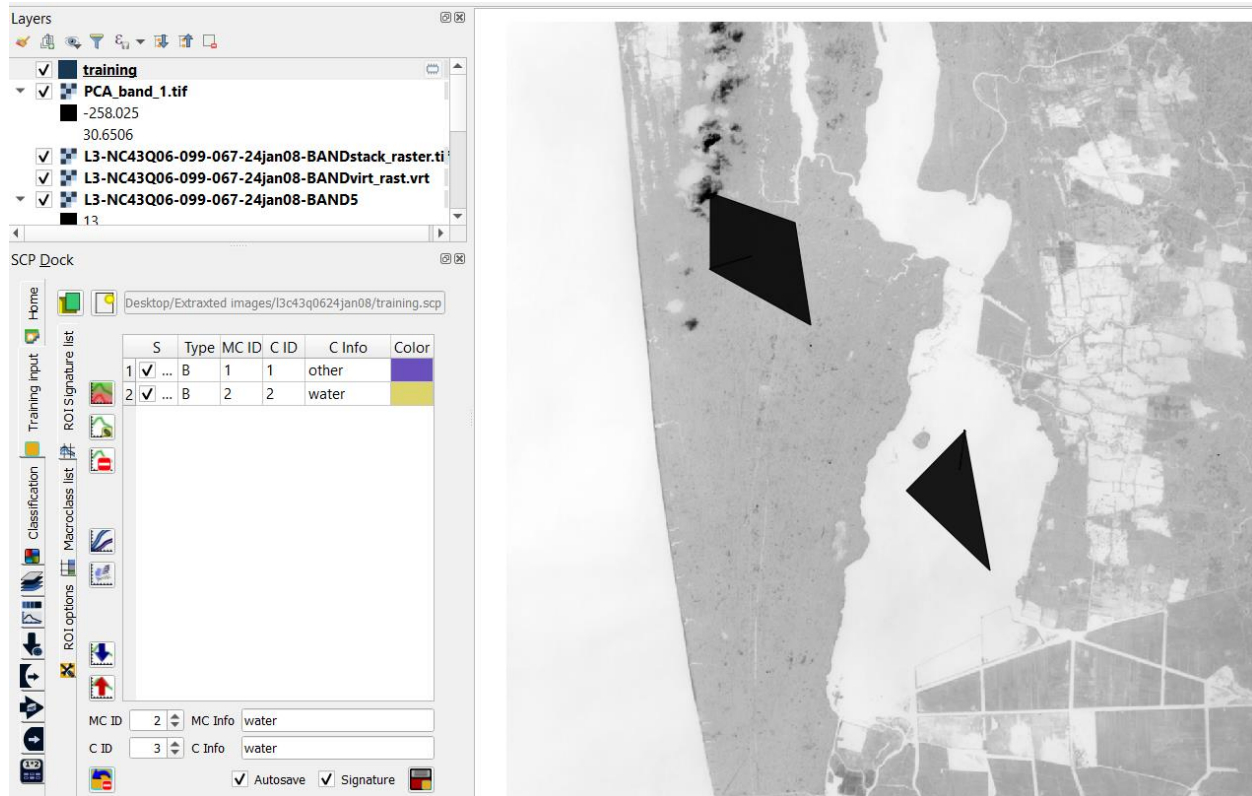 Layers
training
PCA_band_1.tif
-258.025
30.6506
L3-NC43Q06-099-067-24jan08-BANDstack_raster.ti
L3-NC43Q06-099-067-24jan08-BANDvirt_rast.vrt
L3-NC43Q06-099-067-24jan08-BAND5
13
SCP Dock
Home
Training input
Classification
ROI Signature list
Macroclass list
ROI options
Desktop/Extraxted images/l3c43q0624jan08/training.scp
S Type MC ID C ID C Info Color
1 ... B 1 1 other
2 ... B 2 2 water
MC ID 2 MC Info water
C ID 3 C Info water
Autosave Signature